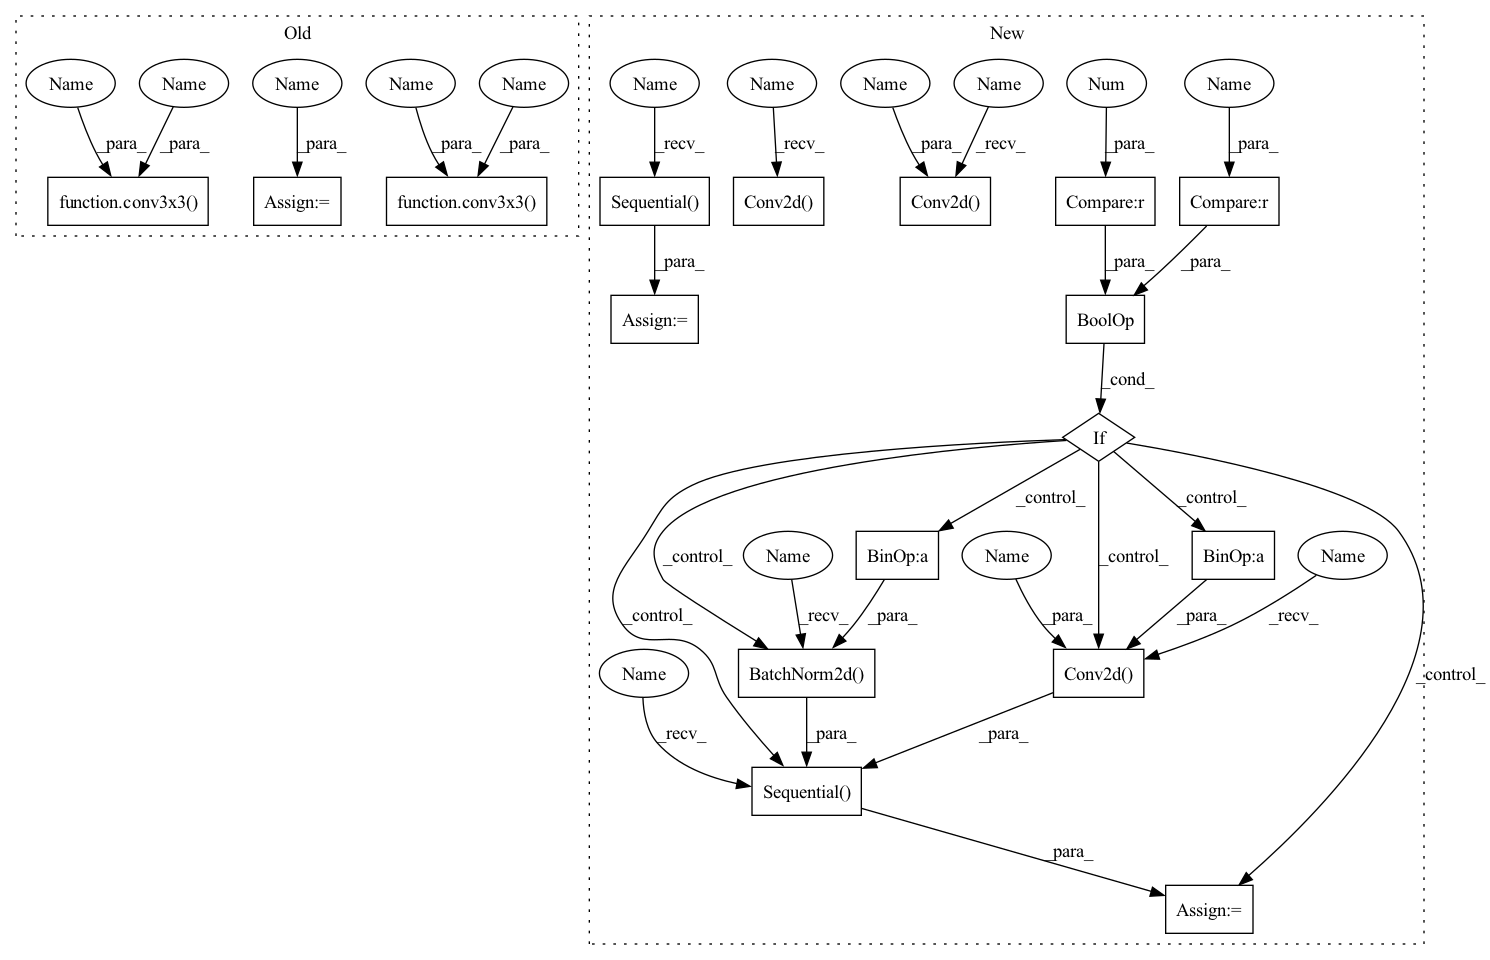 Old
New
Name
Name
Name
Name
Name
Name
Name
Name
Name
Num
Name
_para_
_para_
_para_
_para_
_para_
_recv_
_recv_
_para_
_recv_
_para_
_para_
function.conv3x3()
Assign:=
function.conv3x3()
Sequential()
Conv2d()
Conv2d()
Compare:r
Compare:r
_para_
_para_
_para_
Assign:=
BoolOp
_cond_
If
_control_
_control_
_control_
_control_
_control_
Name
BinOp:a
Name
BinOp:a
Name
_control_
_recv_
_para_
_para_
_para_
_recv_
Name
BatchNorm2d()
Conv2d()
_control_
_recv_
_para_
_para_
Sequential()
_para_
Assign:=